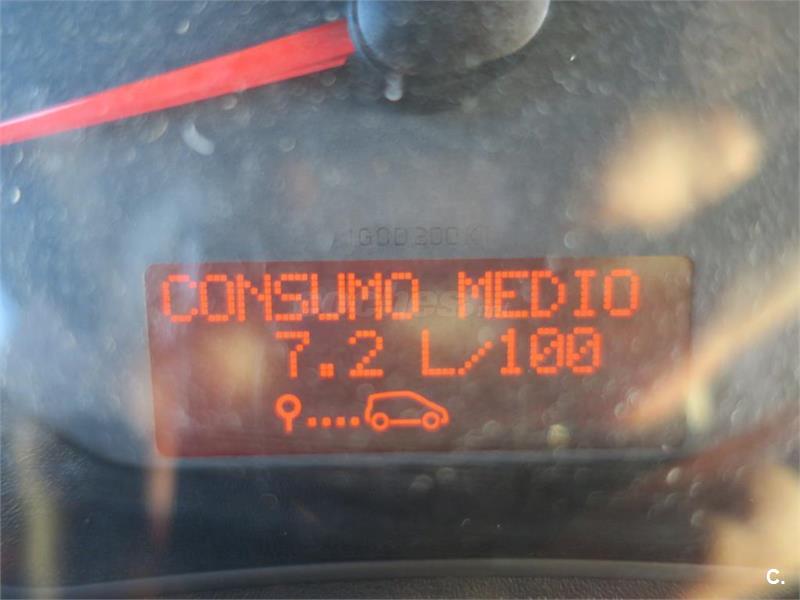 CONSUMO MEDIO
7.2 L/100
C.